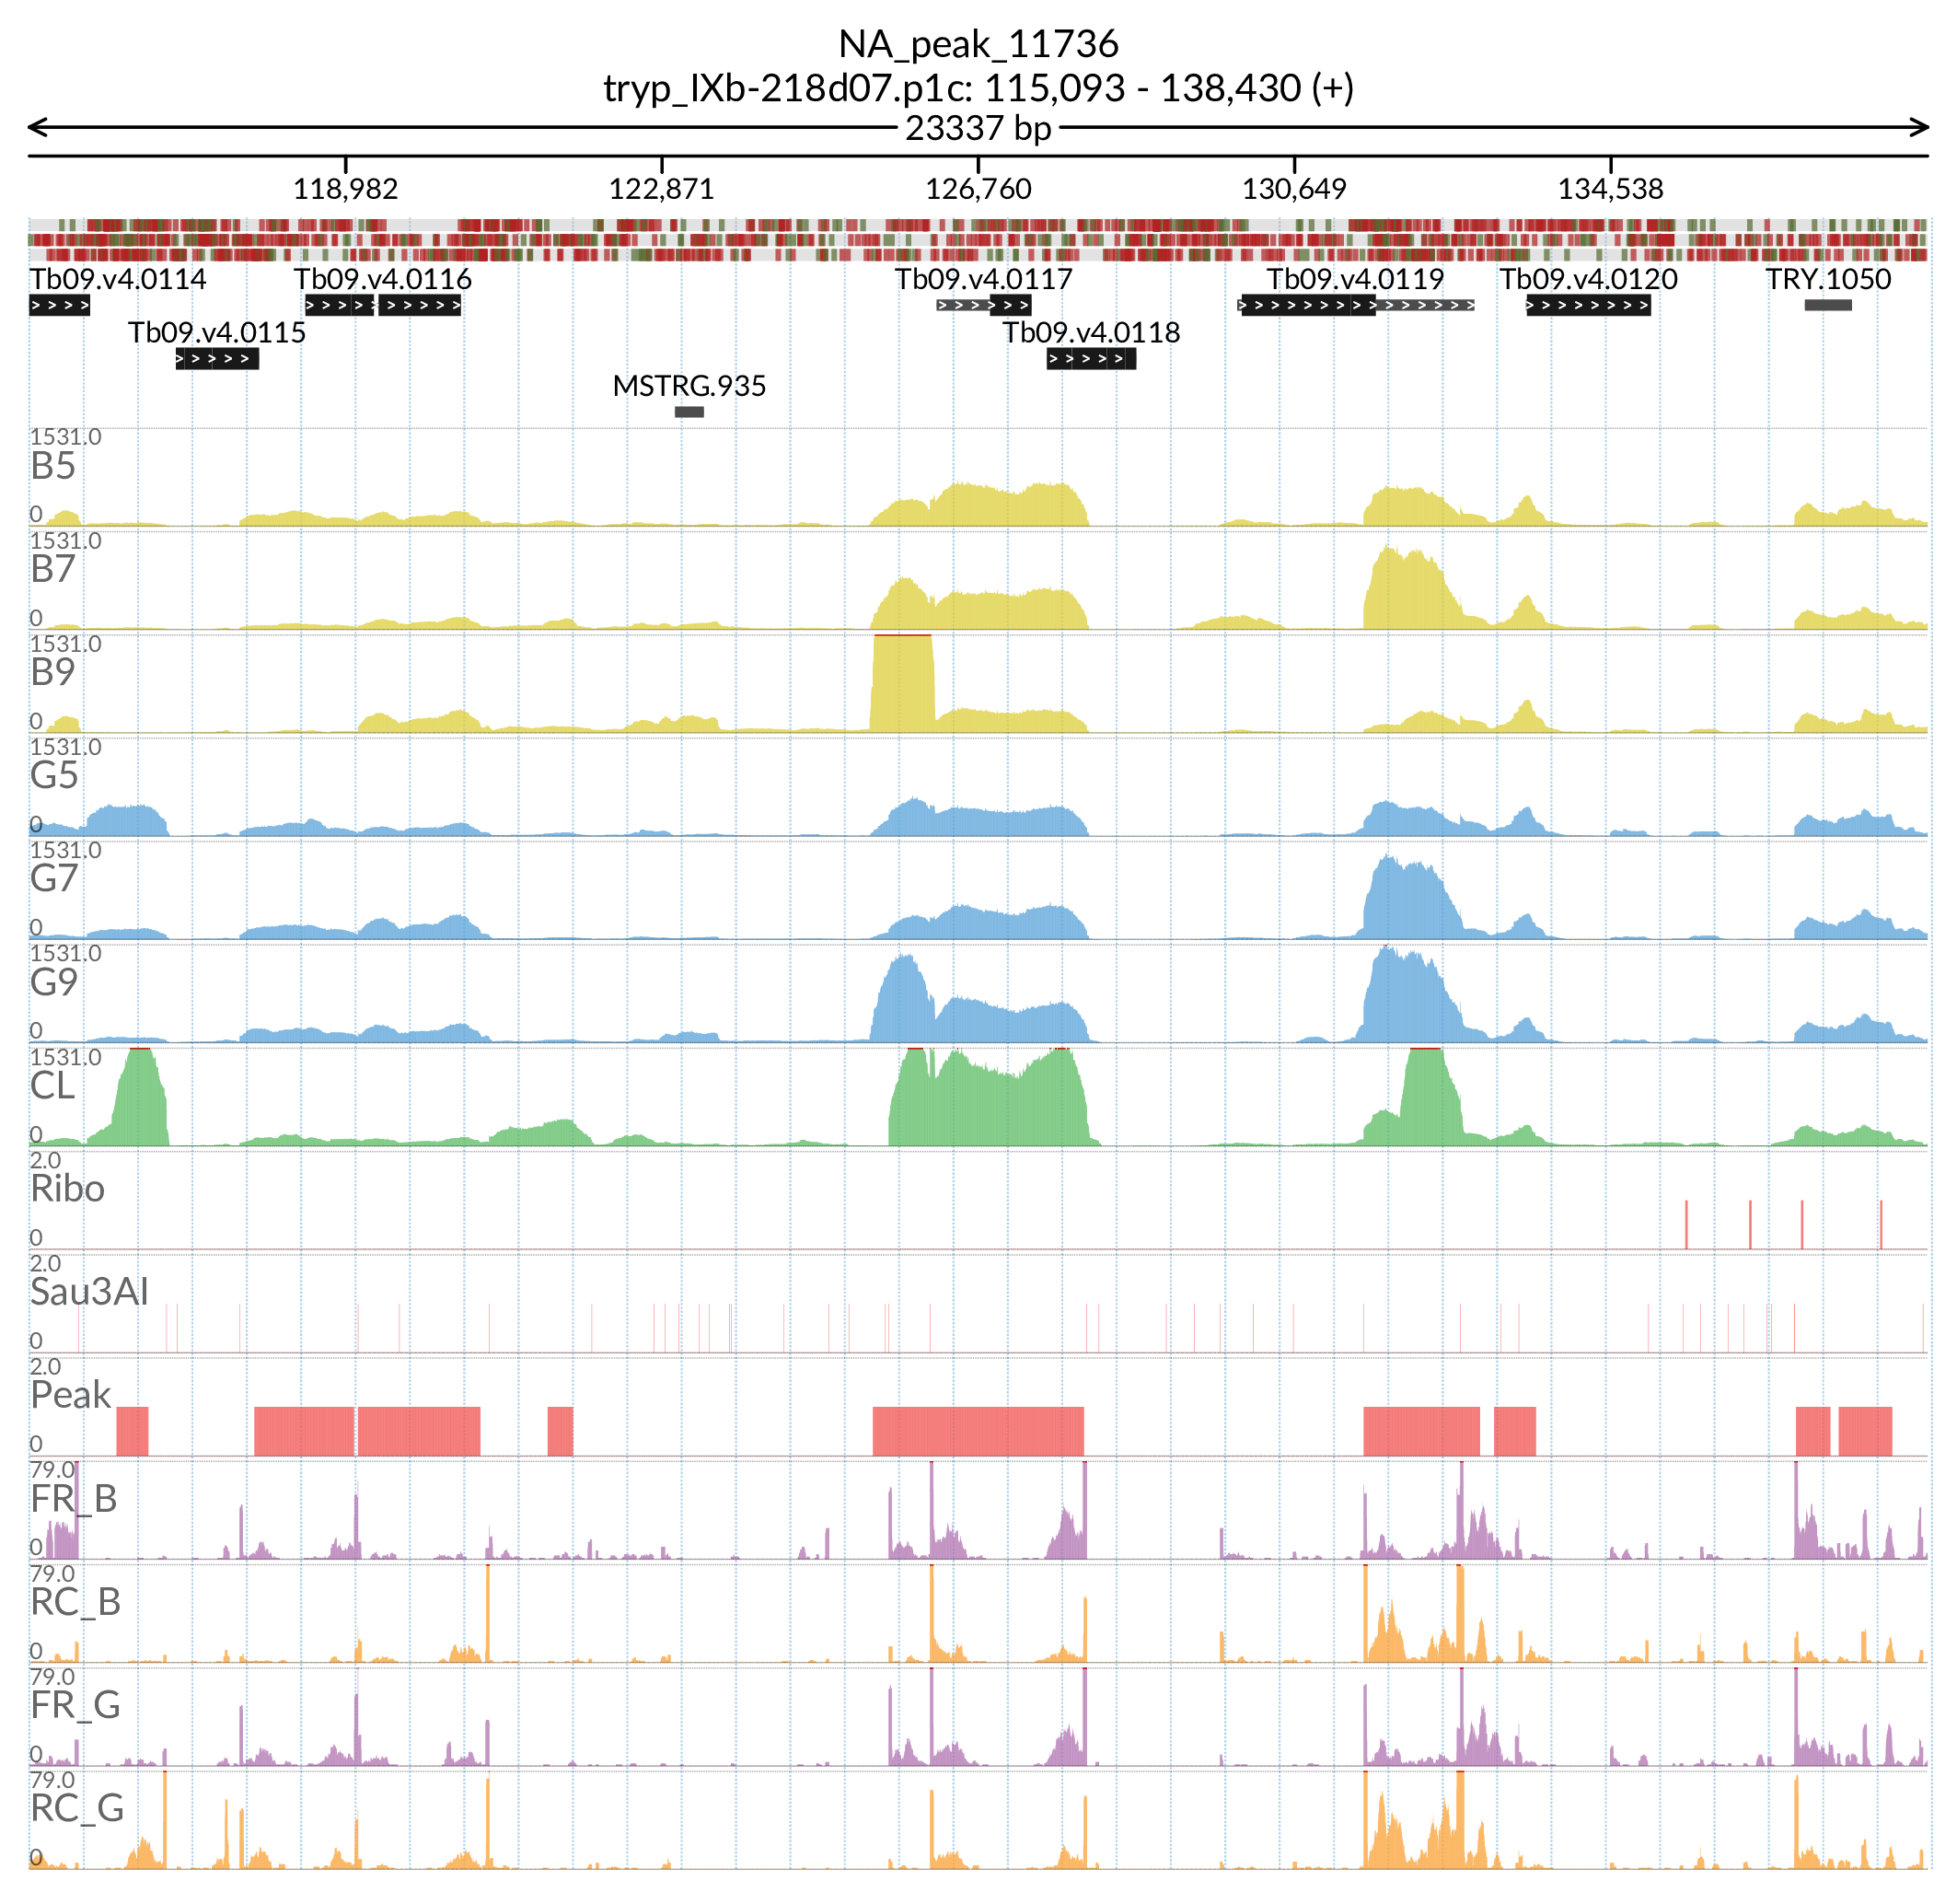 NA_peak_11736
tryp_IXb-218d07.p1c: 115,093 - 138,430 (+)
23337 bp
118,982 122,871 126,760 130,649 134,538
Tb09.v4.0114 Tb09.v4.0116 Tb09.v4.0117 Tb09.v4.0119 Tb09.v4.0120 TRY.1050
Tb09.v4.0115 Tb09.v4.0118
MSTRG.935
1531.0
B5
0
1531.0
B7
0
1531.0
B9
0
1531.0
G5
0
1531.0
G7
0
1531.0
G9
0
1531.0
CL
0
2.0
Ribo
0
2.0
Sau3AI
0
2.0
Peak
0
79.0
FR_B
0
79.0
RC_B
0
79.0
FR_G
0
79.0
RC_G
0